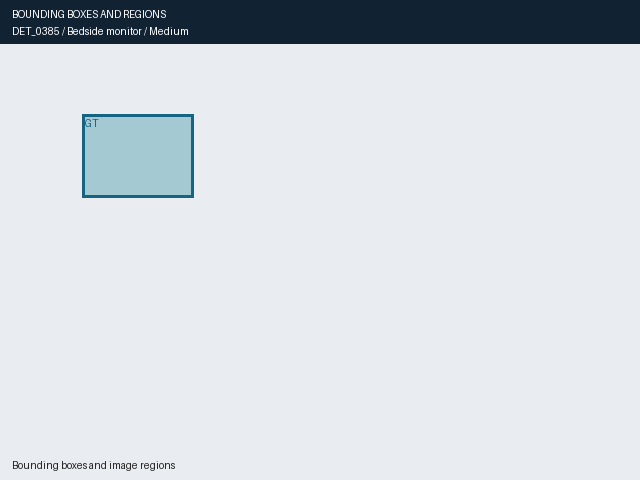 BOUNDING BOXES AND REGIONS
DET_0385 / Bedside monitor / Medium
GT
Bounding boxes and image regions